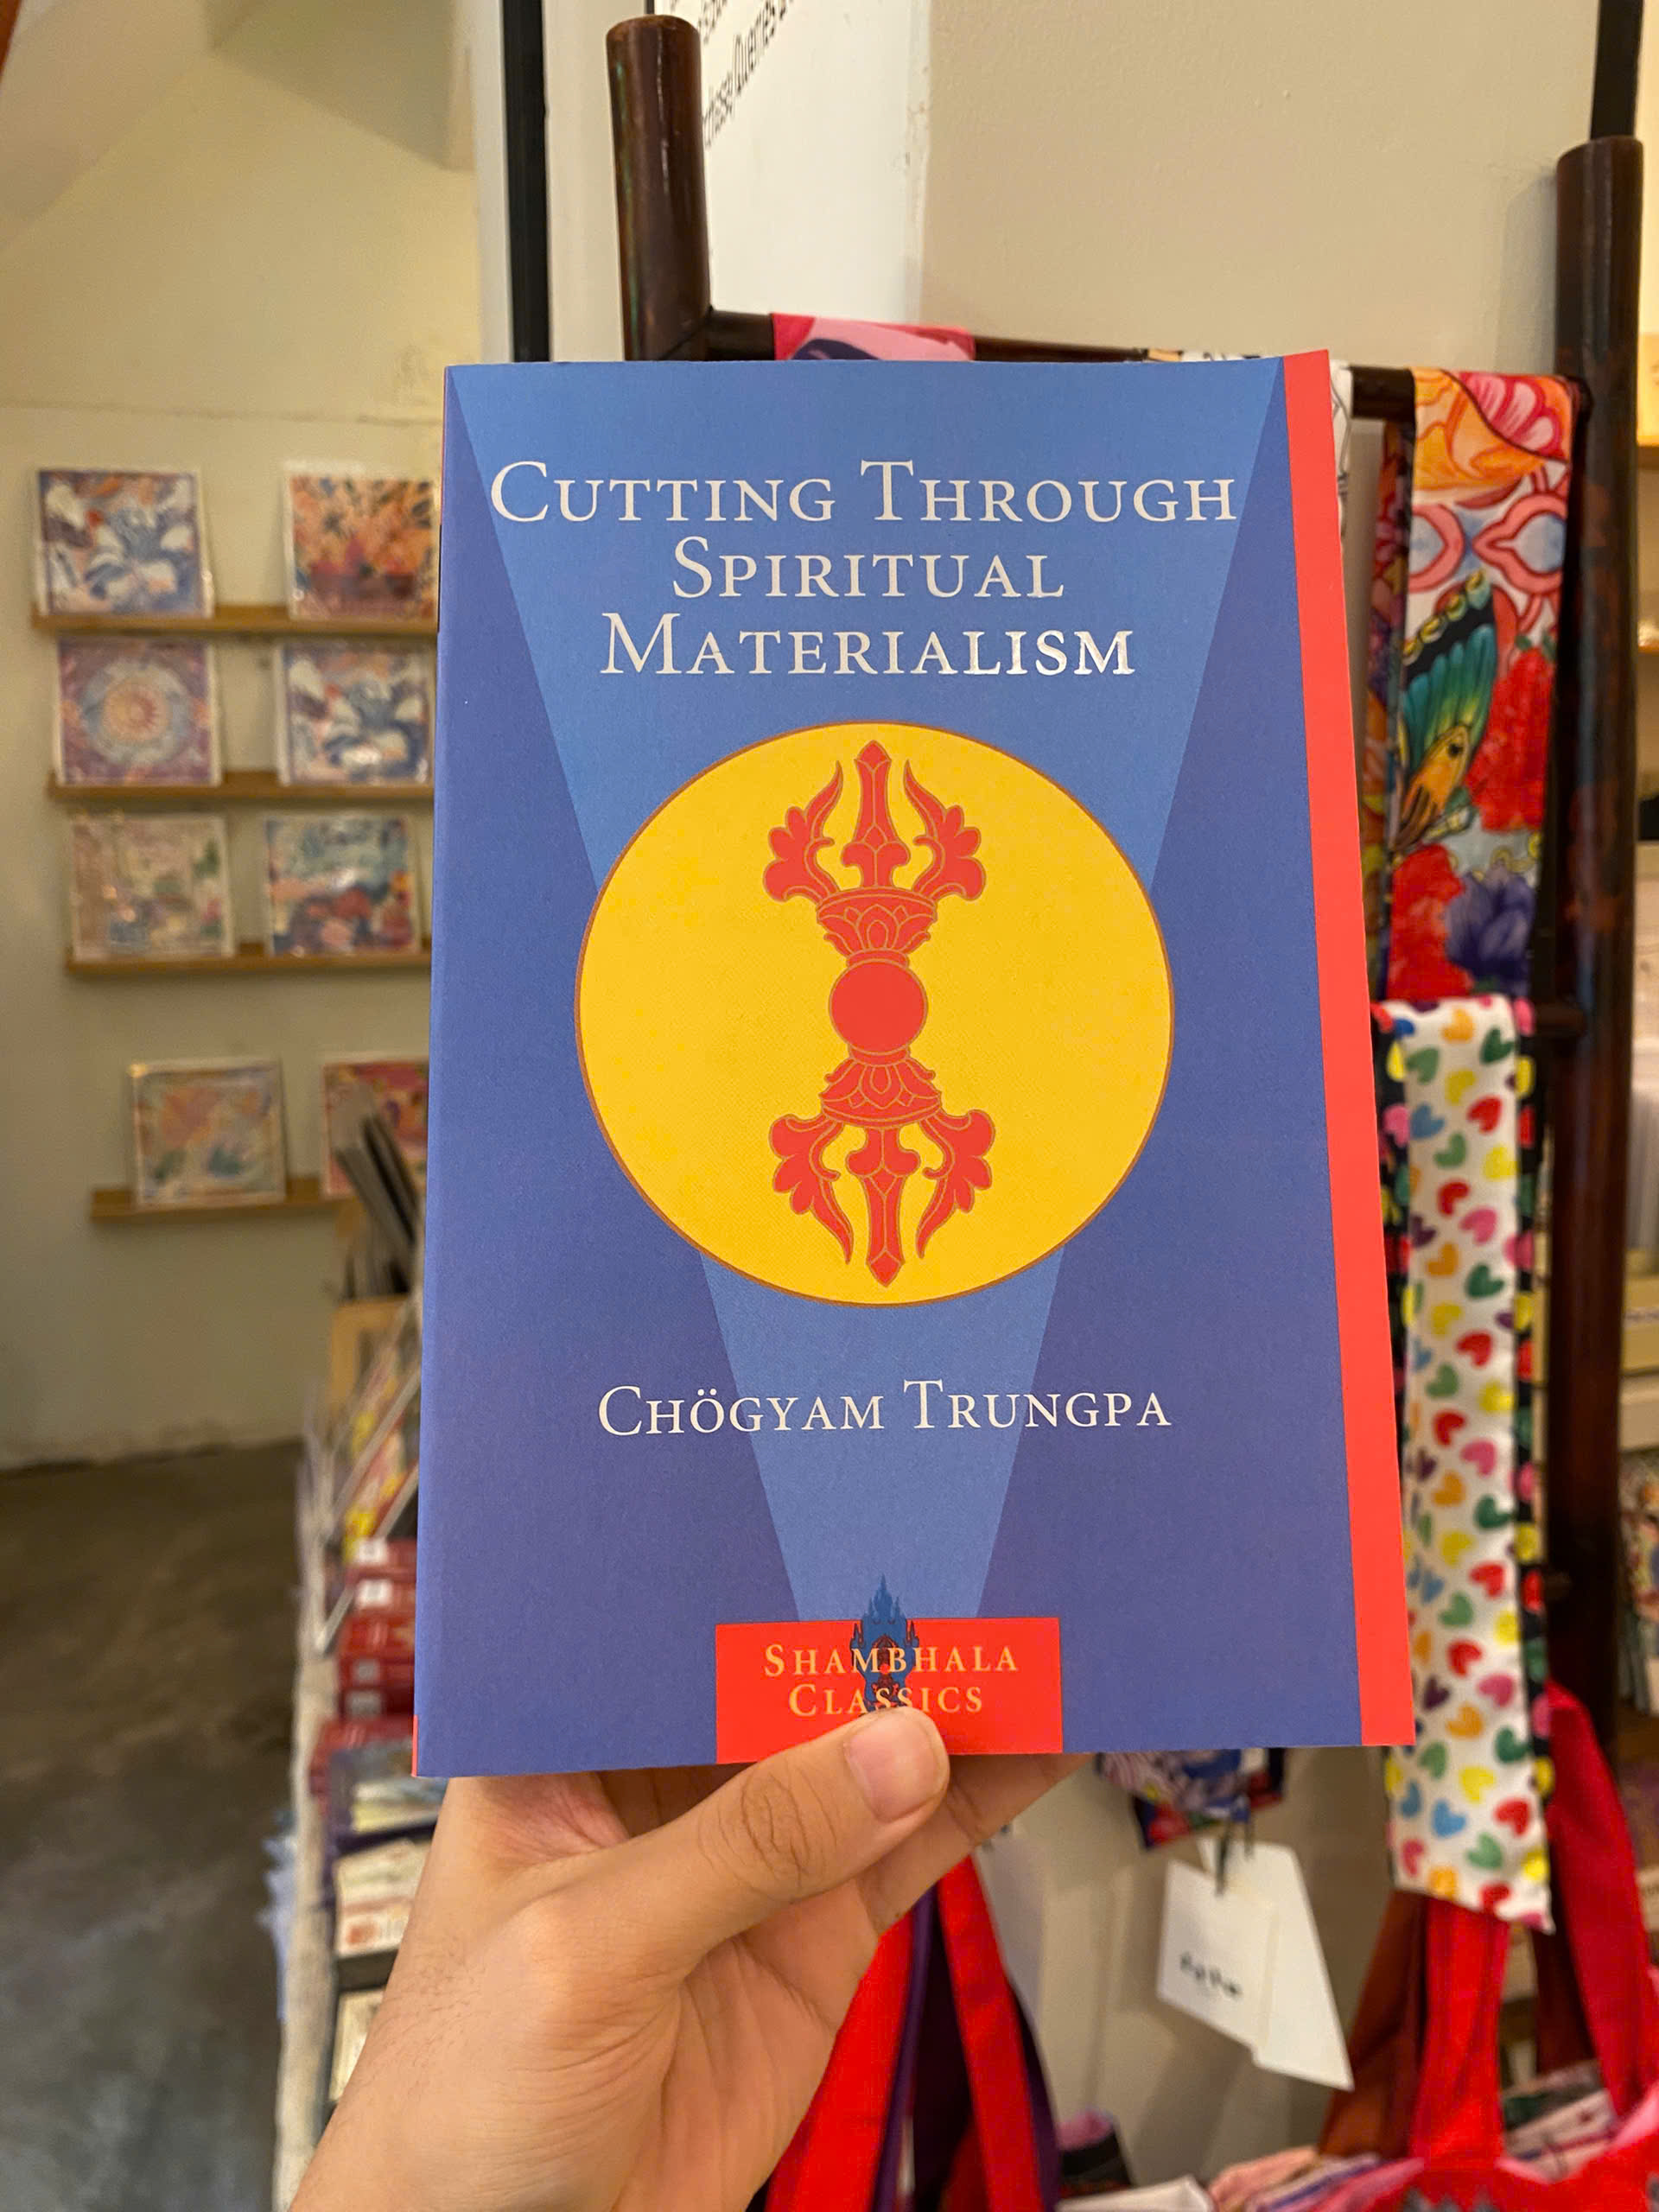 Cutting Through
Spiritual
Materialism
Chögyam Trungpa
Shambhala
Classics